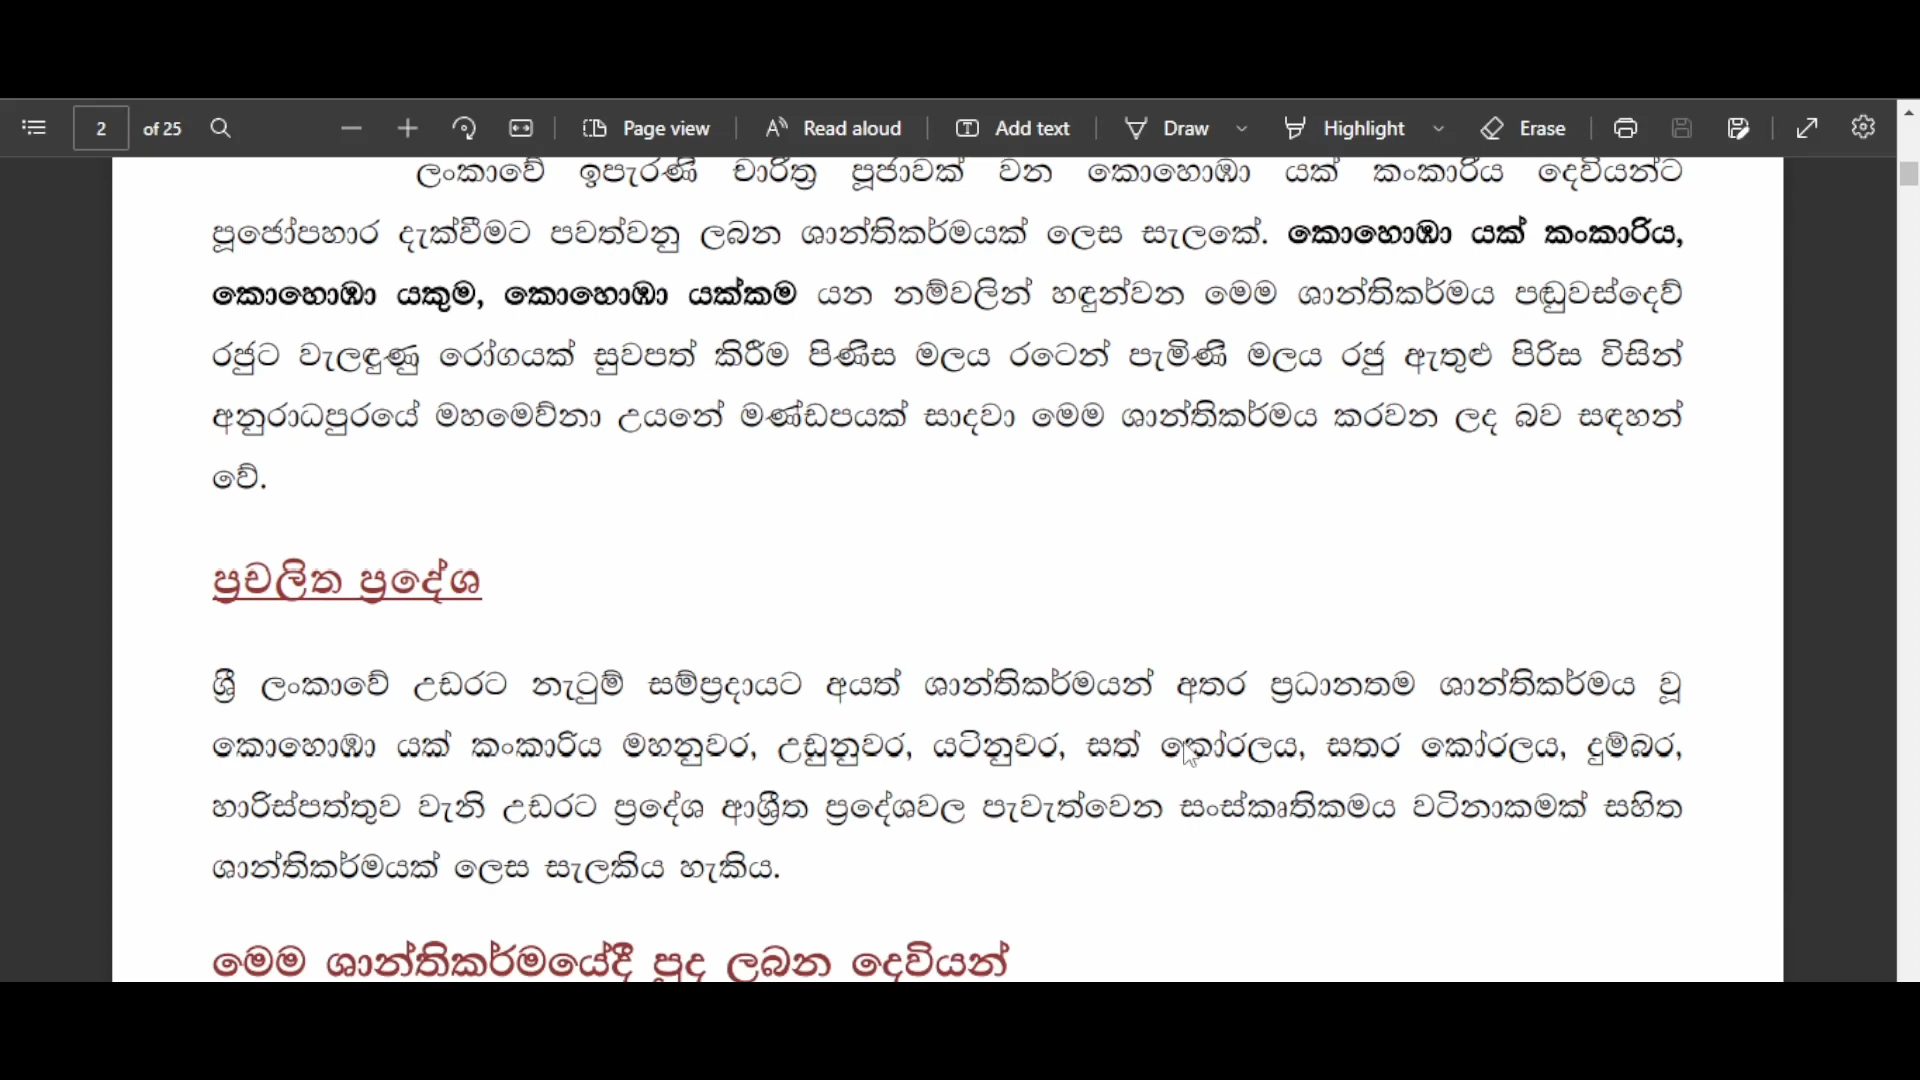 2 of 25 Page view Read aloud Add text Draw Highlight Erase
ලංකාවේ ඉපැරණි චාරිත්‍ර පූජාවක් වන කොහොඹා යක් කංකාරිය දෙවියන්ට
පූජෝපහාර දැක්වීමට පවත්වනු ලබන ශාන්තිකර්මයක් ලෙස සැලකේ. කොහොඹා යක් කංකාරිය,
කොහොඹා යකුම, කොහොඹා යක්කම යන නම්වලින් හඳුන්වන මෙම ශාන්තිකර්මය පඬුවස්දෙව්
රජුට වැලඳුණු රෝගයක් සුවපත් කිරීම පිණිස මලය රටෙන් පැමිණි මලය රජු ඇතුළු පිරිස විසින්
අනුරාධපුරයේ මහමෙව්නා උයනේ මණ්ඩපයක් සාදවා මෙම ශාන්තිකර්මය කරවන ලද බව සඳහන්
වේ.
ප්‍රචලිත ප්‍රදේශ
ශ්‍රී ලංකාවේ උඩරට නැටුම් සම්ප්‍රදායට අයත් ශාන්තිකර්මයන් අතර ප්‍රධානතම ශාන්තිකර්මය වූ
කොහොඹා යක් කංකාරිය මහනුවර, උඩුනුවර, යටිනුවර, සත් කෝරලය, සතර කෝරලය, දුම්බර,
හාරිස්පත්තුව වැනි උඩරට ප්‍රදේශ ආශ්‍රීත ප්‍රදේශවල පැවැත්වෙන සංස්කෘතිකමය වටිනාකමක් සහිත
ශාන්තිකර්මයක් ලෙස සැලකිය හැකිය.
මෙම ශාන්තිකර්මයේදී පුද ලබන දෙවියන්